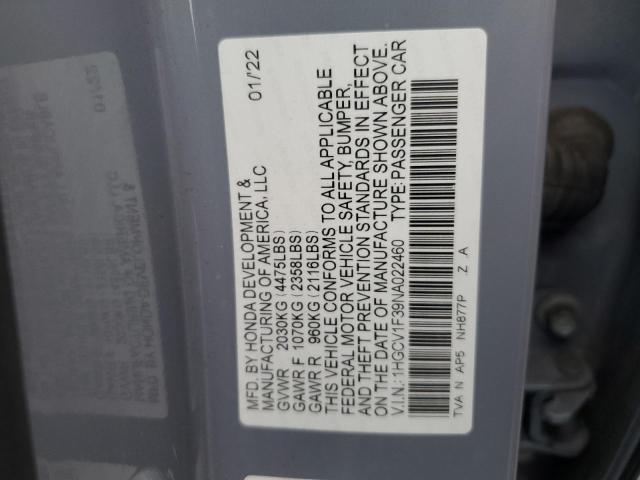 MFD. BY HONDA DEVELOPMENT & 01/'22
MANUFACTURING OF AMERICA, LLC
GVWR 2030KG (4475LBS)
GAWR F 1070KG (2358LBS)
GAWR R 960KG (2116LBS)
THIS VEHICLE CONFORMS TO ALL APPLICABLE
FEDERAL MOTOR VEHICLE SAFETY, BUMPER,
AND THEFT PREVENTION STANDARDS IN EFFECT
ON THE DATE OF MANUFACTURE SHOWN ABOVE.
V.I.N.:1HGCV1F39NA022460 TYPE:PASSENGER CAR
TVA N AP5 NH877P Z .A